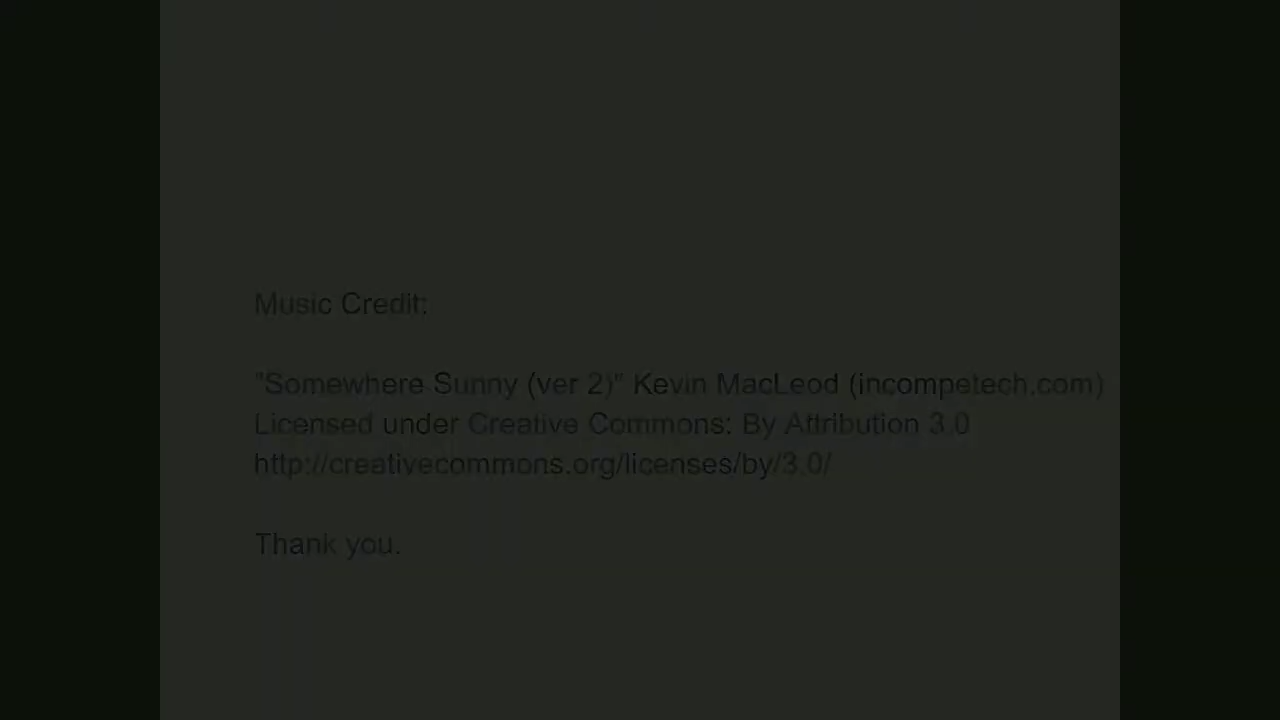 Music Credit:
"Somewhere Sunny (ver 2)" Kevin MacLeod (incompetech.com)
Licensed under Creative Commons: By Attribution 3.0
http://creativecommons.org/licenses/by/3.0/
Thank you.